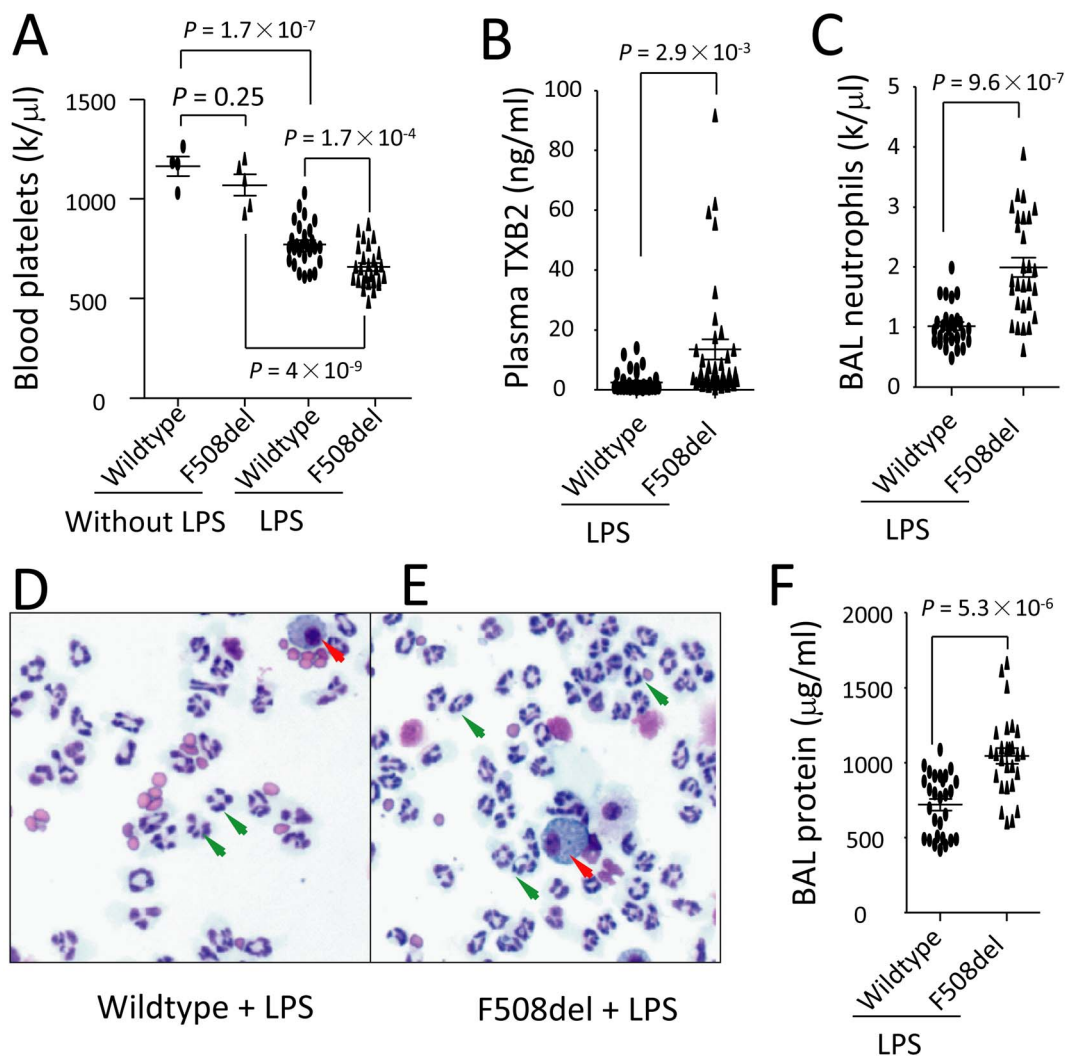 A
P = 1.7×10⁻⁷
P = 0.25
P = 1.7×10⁻⁴
P = 4×10⁻⁹
Blood platelets (k/μl)
1500
1000
500
0
Wildtype
F508del
Wildtype
F508del
Without LPS
LPS
B
P = 2.9×10⁻³
Plasma TXB2 (ng/ml)
100
80
60
40
20
0
Wildtype
F508del
LPS
C
P = 9.6×10⁻⁷
BAL neutrophils (k/μl)
5
4
3
2
1
0
Wildtype
F508del
LPS
D
Wildtype + LPS
E
F508del + LPS
F
P = 5.3×10⁻⁶
BAL protein (μg/ml)
2000
1500
1000
500
0
Wildtype
F508del
LPS